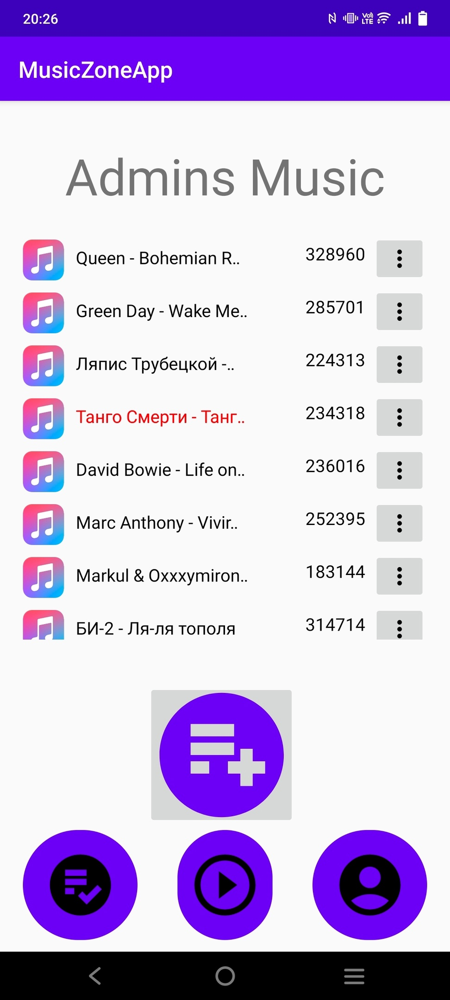 20:26
Vo) LTE
MusicZoneApp
Admins Music
Queen - Bohemian R.. 328960
Green Day - Wake Me.. 285701
Ляпис Трубецкой -.. 224313
Танго Смерти - Танг.. 234318
David Bowie - Life on.. 236016
Marc Anthony - Vivir.. 252395
Markul & Oxxxymiron.. 183144
БИ-2 - Ля-ля тополя 314714